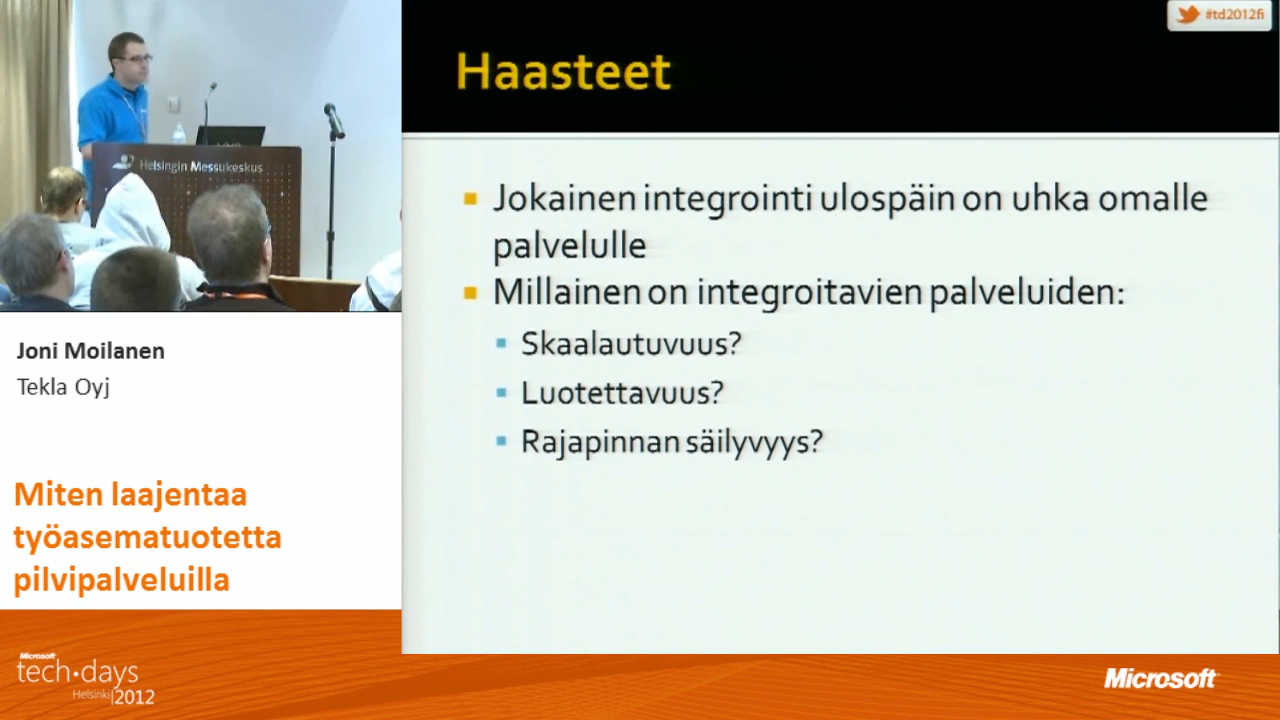 #td2012fi
Haasteet
Jokainen integrointi ulospäin on uhka omalle
palvelulle
Millainen on integroitavien palveluiden:
Skaalautuvuus?
Luotettavuus?
Rajapinnan säilyvyys?
Helsingin Messukeskus
Joni Moilanen
Tekla Oyj
Miten laajentaa
työasematuotetta
pilvipalveluilla
Microsoft
tech·days
Helsinki|2012
Microsoft